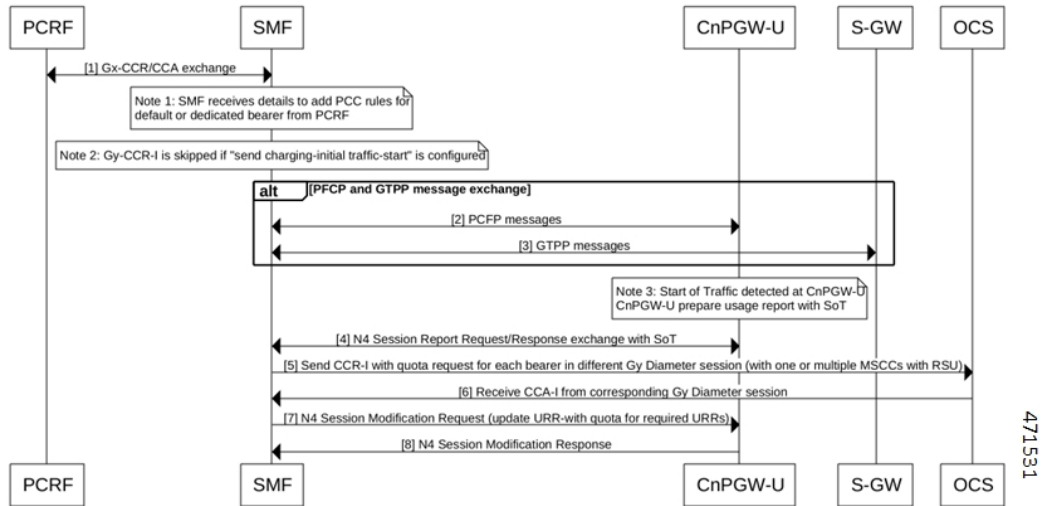 PCRF
SMF
CnPGW-U
S-GW
OCS
[1] Gx-CCR/CCA exchange
Note 1: SMF receives details to add PCC rules for
default or dedicated bearer from PCRF
Note 2: Gy-CCR-I is skipped if "send charging-initial traffic-start" is configured
alt
[PFCP and GTPP message exchange]
[2] PCFP messages
[3] GTPP messages
Note 3: Start of Traffic detected at CnPGW-U
CnPGW-U prepare usage report with SoT
[4] N4 Session Report Request/Response exchange with SoT
[5] Send CCR-I with quota request for each bearer in different Gy Diameter session (with one or multiple MSCCs with RSU)
[6] Receive CCA-I from corresponding Gy Diameter session
[7] N4 Session Modification Request (update URR-with quota for required URRs)
[8] N4 Session Modification Response
PCRF
SMF
CnPGW-U
S-GW
OCS
471531